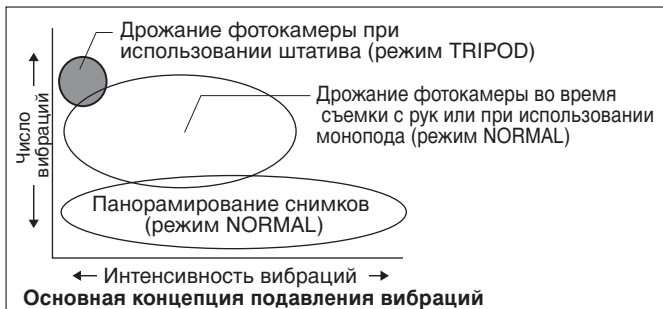 Дрожание фотокамеры при
использовании штатива (режим TRIPOD)
Дрожание фотокамеры во время
съемки с рук или при использовании
монопода (режим NORMAL)
Число
вибраций
Панорамирование снимков
(режим NORMAL)
Интенсивность вибраций
Основная концепция подавления вибраций